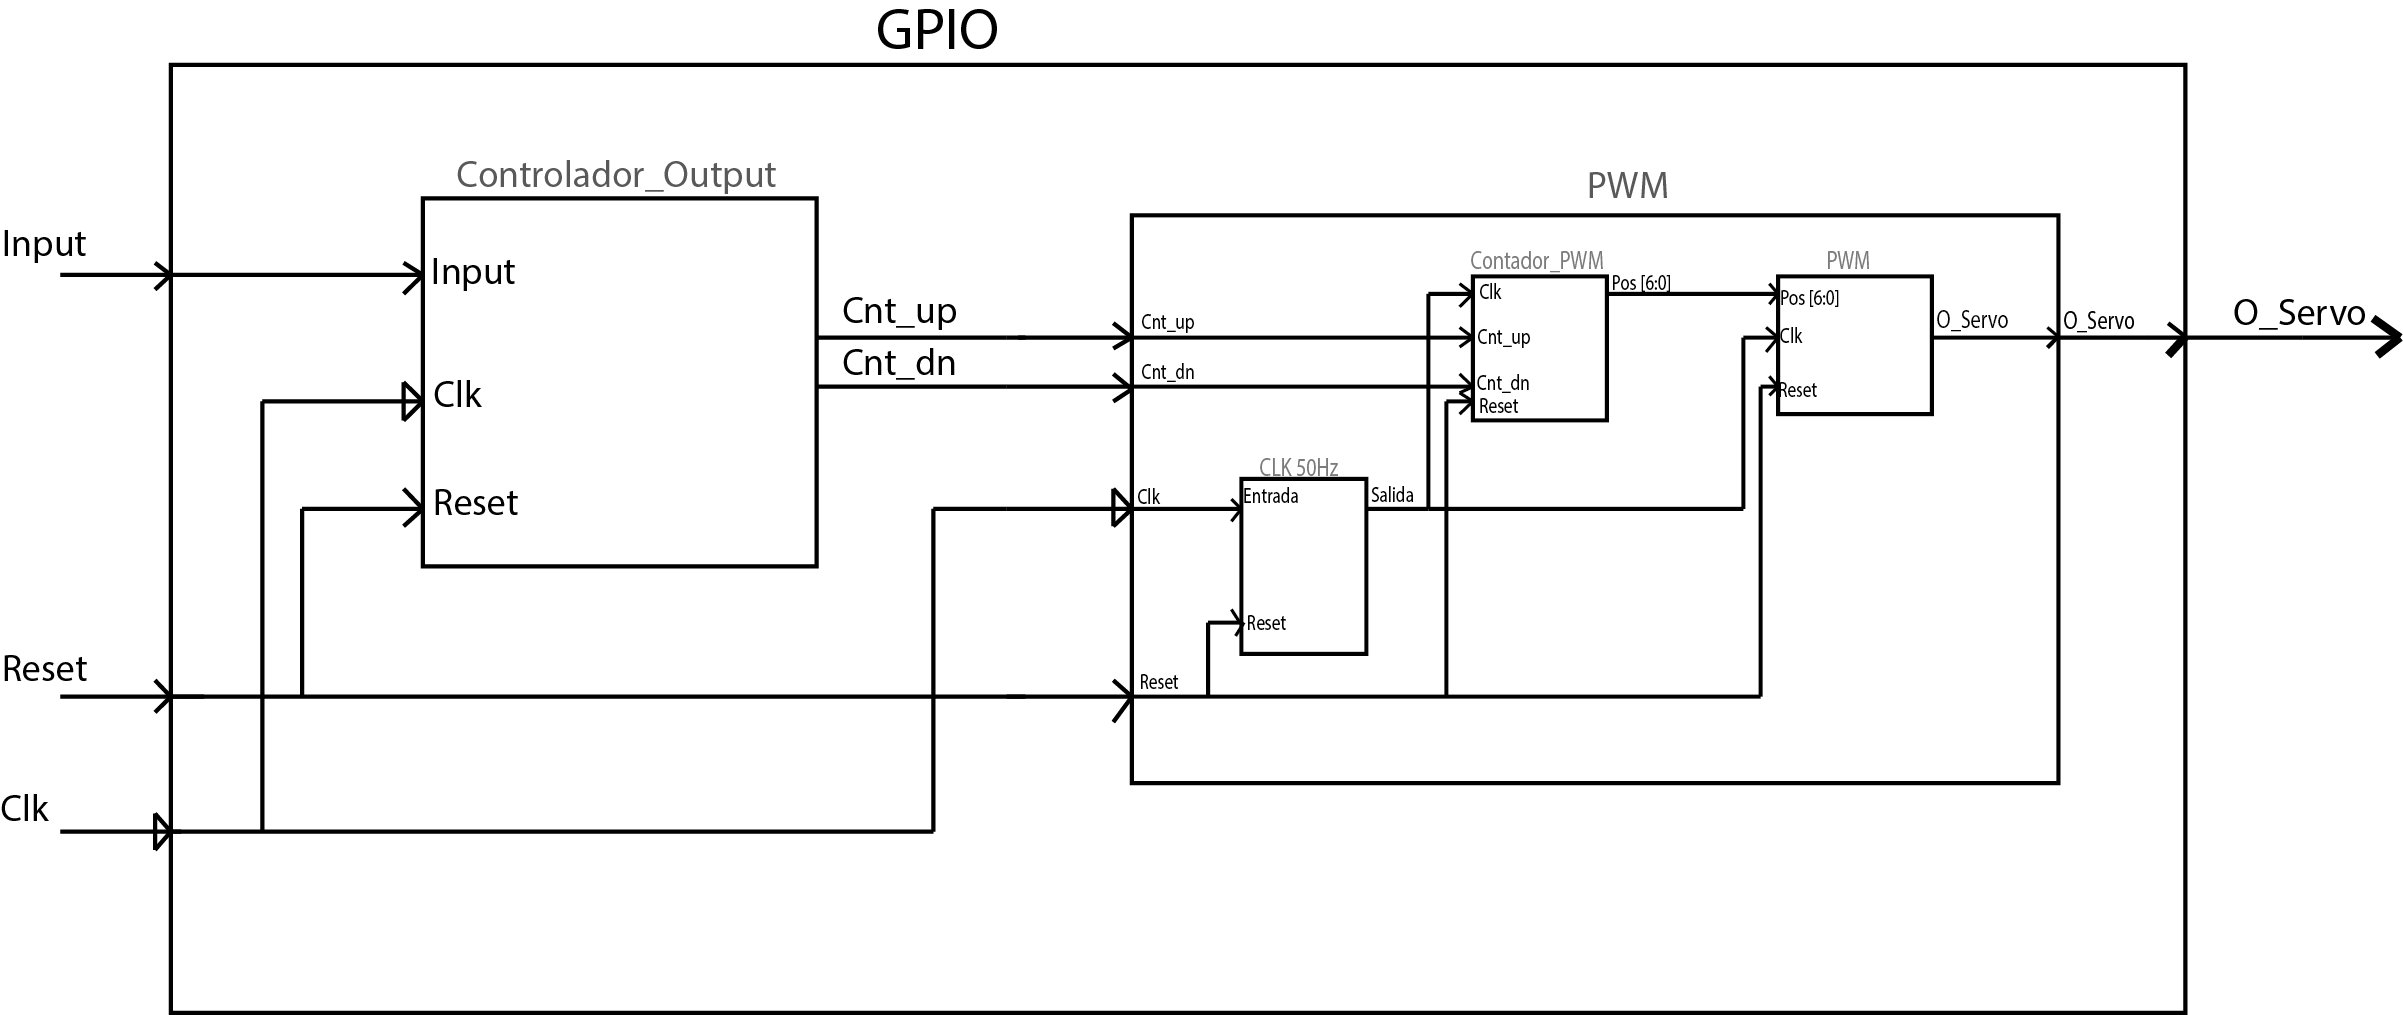 GPIO
Controlador_Output
PWM
Input
Input
Clk
Reset
Cnt_up
Cnt_dn
Cnt_up
Cnt_dn
Contador_PWM
Clk
Cnt_up
Cnt_dn
Reset
Pos [6:0]
PWM
Pos [6:0]
Clk
Reset
O_Servo
O_Servo
O_Servo
CLK 50Hz
Clk
Entrada
Salida
Reset
Reset
Reset
Clk